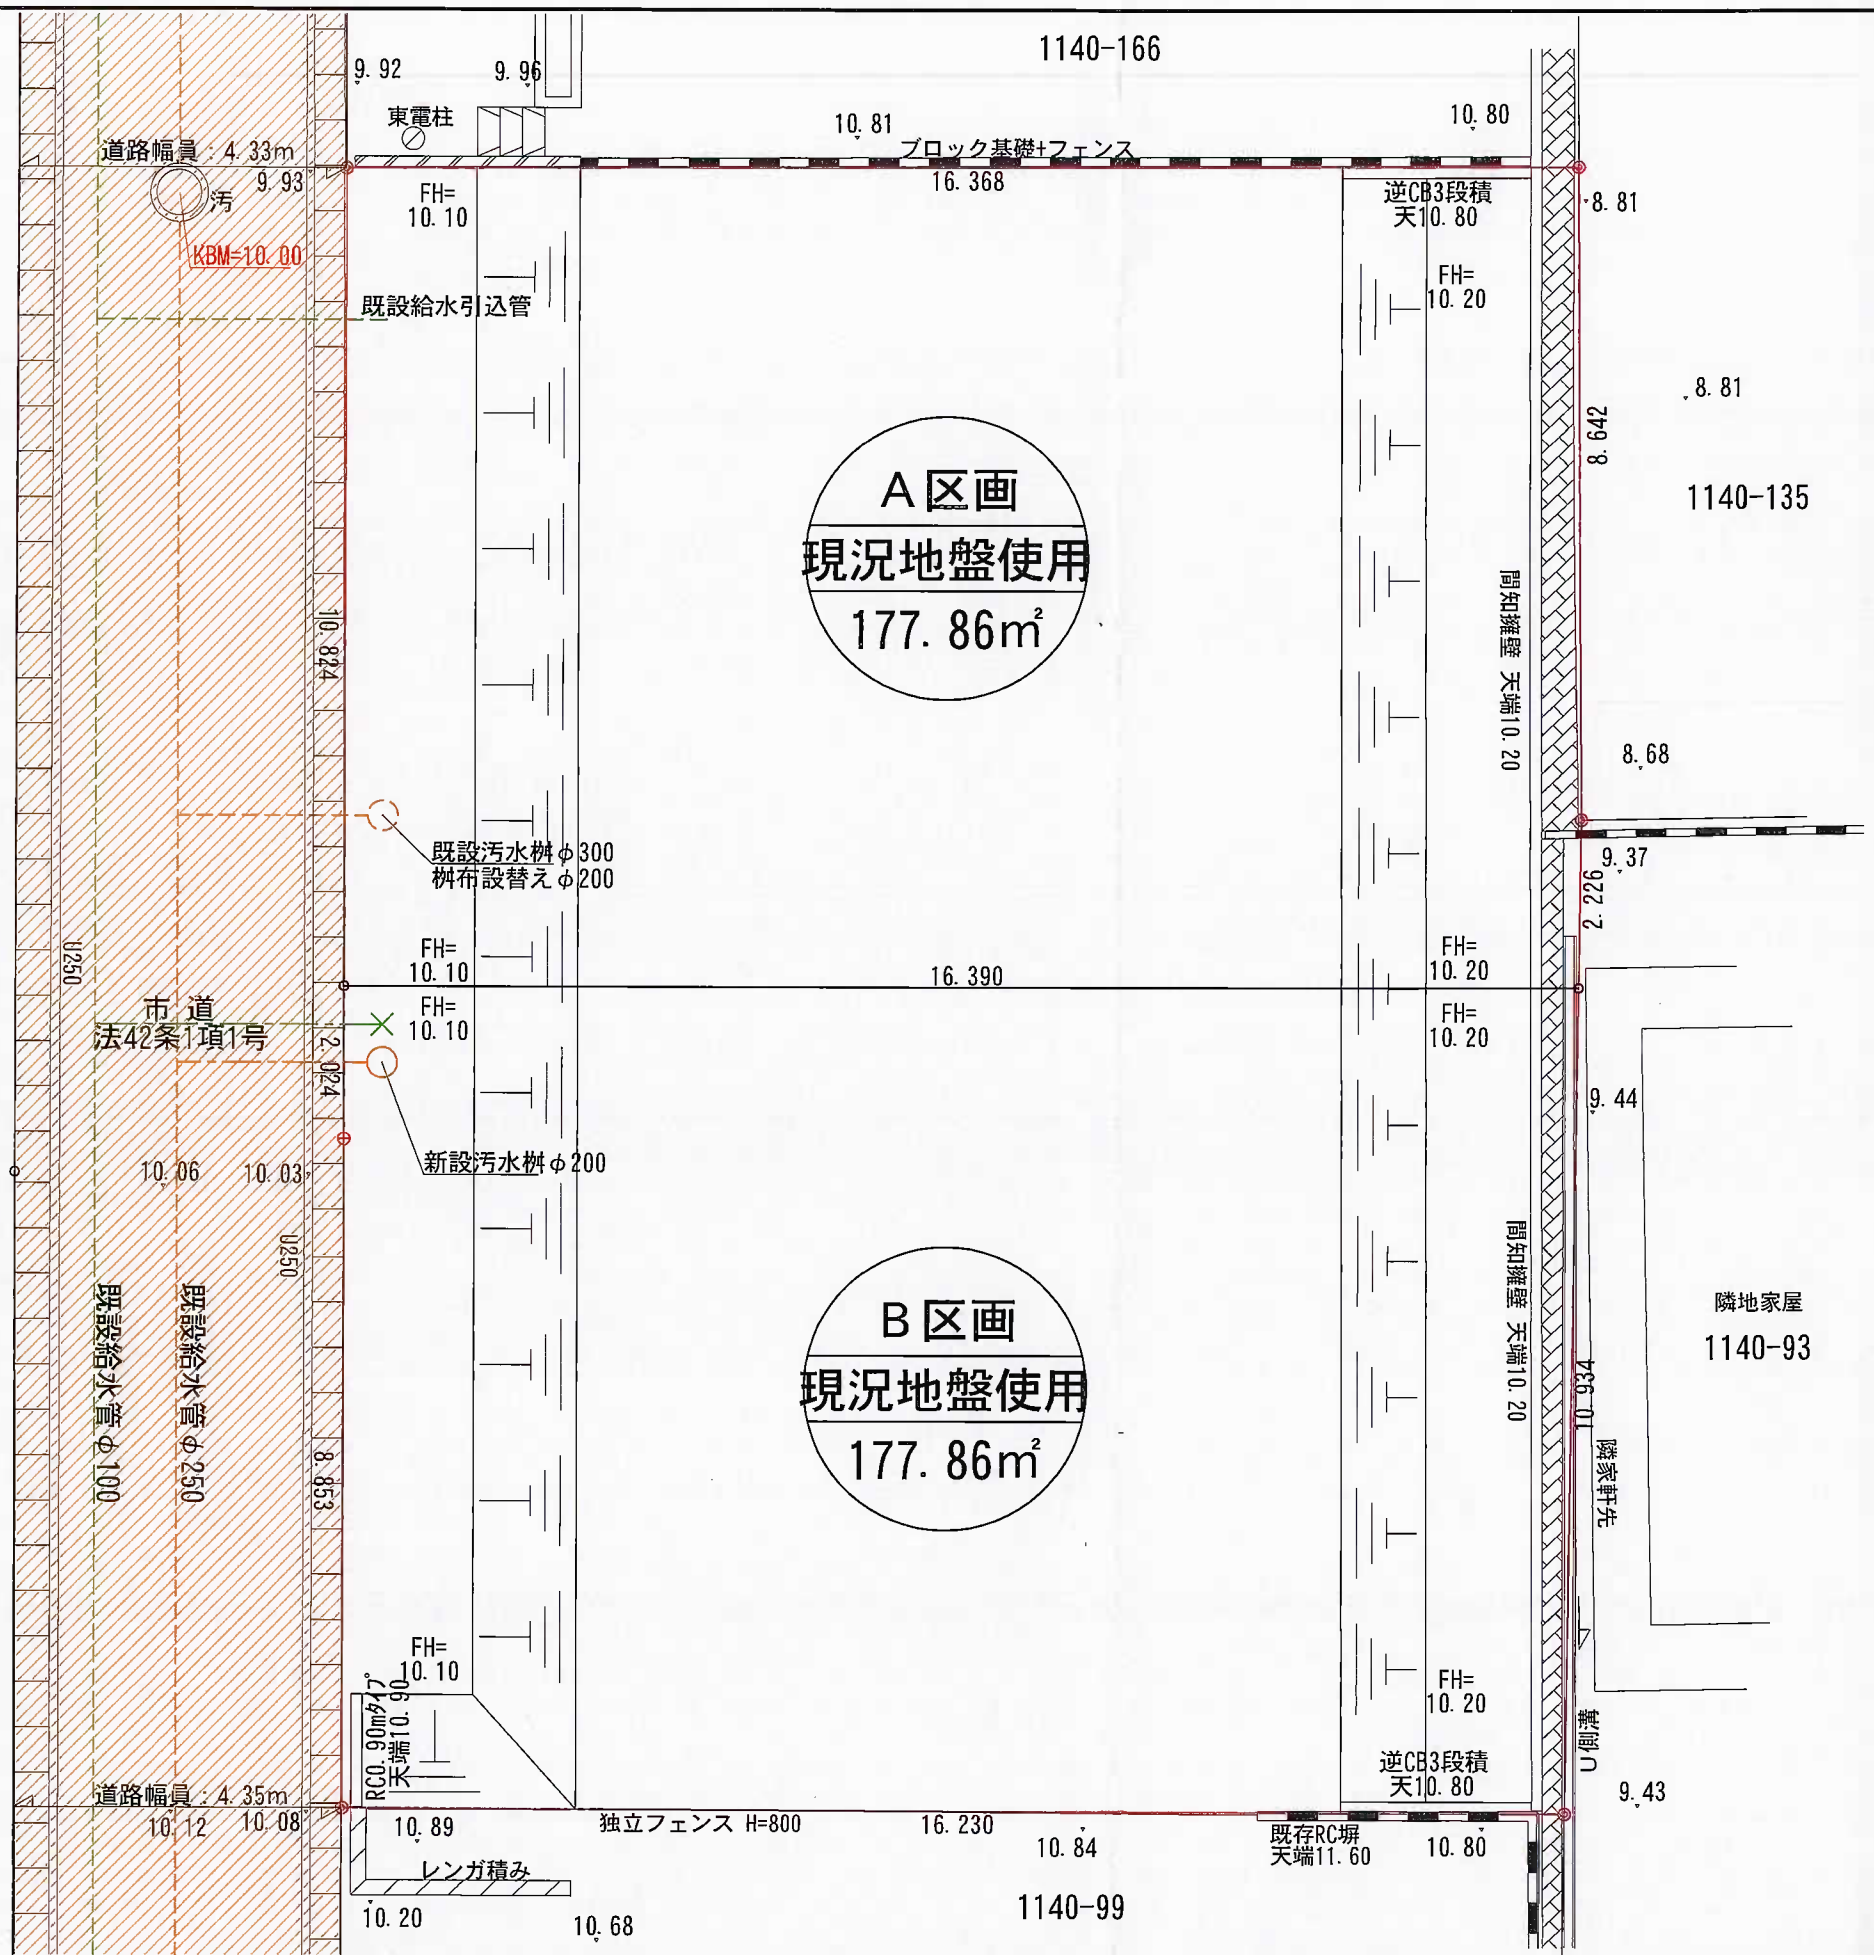 1140-166
9.92
9.96
東電柱
10.81
10.80
道路幅員:4.33m
ブロック基礎+フェンス
9.93
汚
FH=
10.10
16.368
逆CB3段積
天10.80
8.81
KBM=10.00
既設給水引込管
FH=
10.20
8.81
8.642
1140-135
A区画
現況地盤使用
177.86㎡
間知擁壁 天端10.20
10.824
8.68
既設汚水桝φ300
桝布設替えφ200
9.37
2.226
U250
FH=
10.10
16.390
FH=
10.20
市道
法42条1項1号
FH=
10.10
FH=
10.20
2.024
9.44
新設汚水桝φ200
10.06
10.03
U250
既設給水管φ100
既設給水管φ250
B区画
現況地盤使用
177.86㎡
間知擁壁 天端10.20
隣地家屋
1140-93
10.934
隣家軒先
8.853
FH=
10.10
RC0.90mタイプ
天端10.90
FH=
10.20
逆CB3段積
天10.80
U側溝
9.43
道路幅員:4.35m
10.12
10.08
10.89
独立フェンス H=800
16.230
10.84
既存RC塀
天端11.60
10.80
レンガ積み
10.20
10.68
1140-99